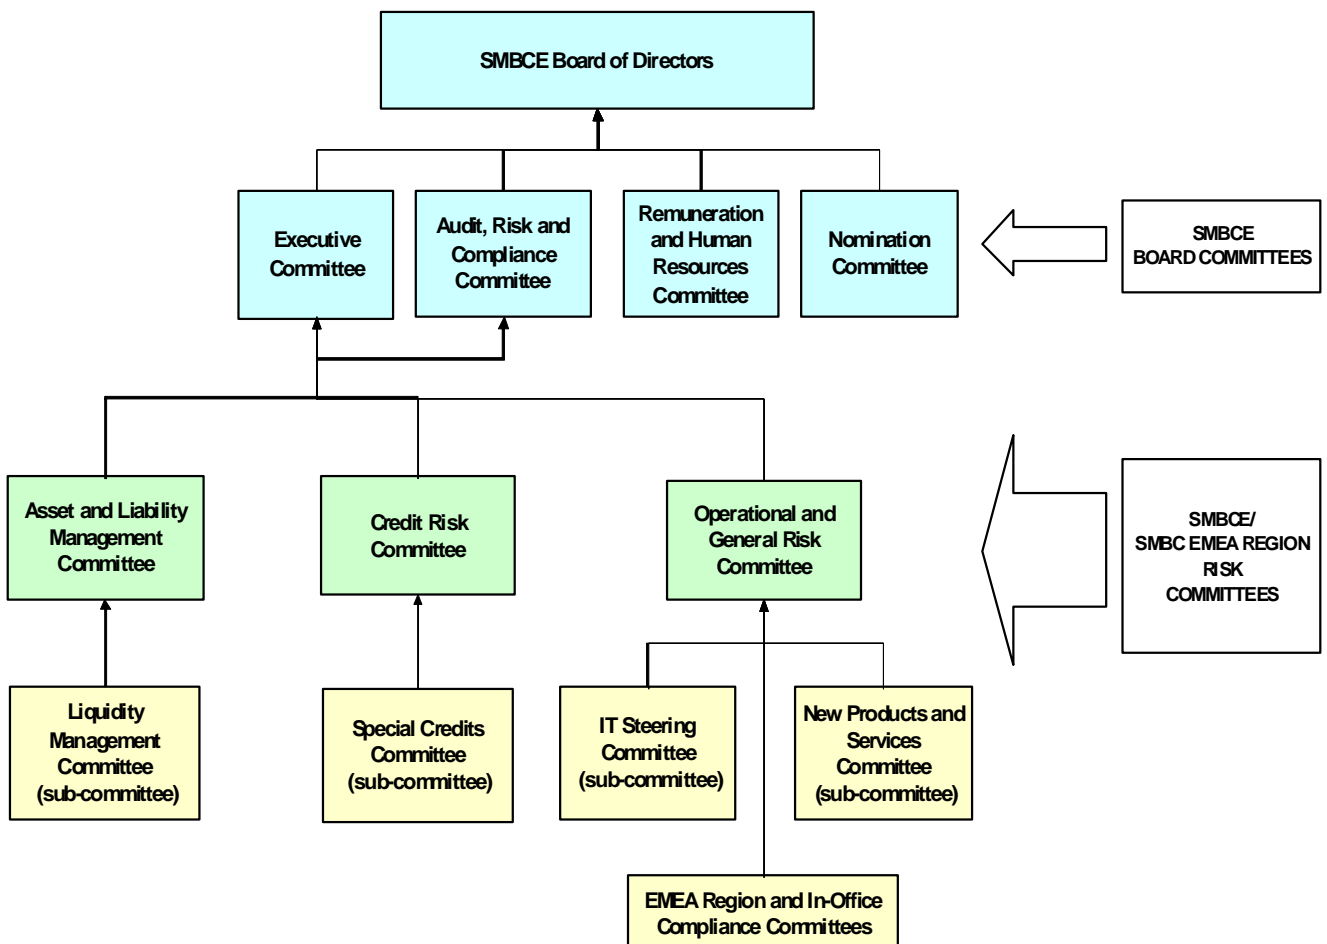 SMBCE Board of Directors
Executive
Committee
Audit, Risk and
Compliance
Committee
Remuneration
and Human
Resources
Committee
Nomination
Committee
SMBCE
BOARD COMMITTEES
Asset and Liability
Management
Committee
Credit Risk
Committee
Operational and
General Risk
Committee
SMBCE/
SMBC EMEA REGION
RISK
COMMITTEES
Liquidity
Management
Committee
(sub-committee)
Special Credits
Committee
(sub-committee)
IT Steering
Committee
(sub-committee)
New Products and
Services
Committee
(sub-committee)
EMEA Region and In-Office
Compliance Committees